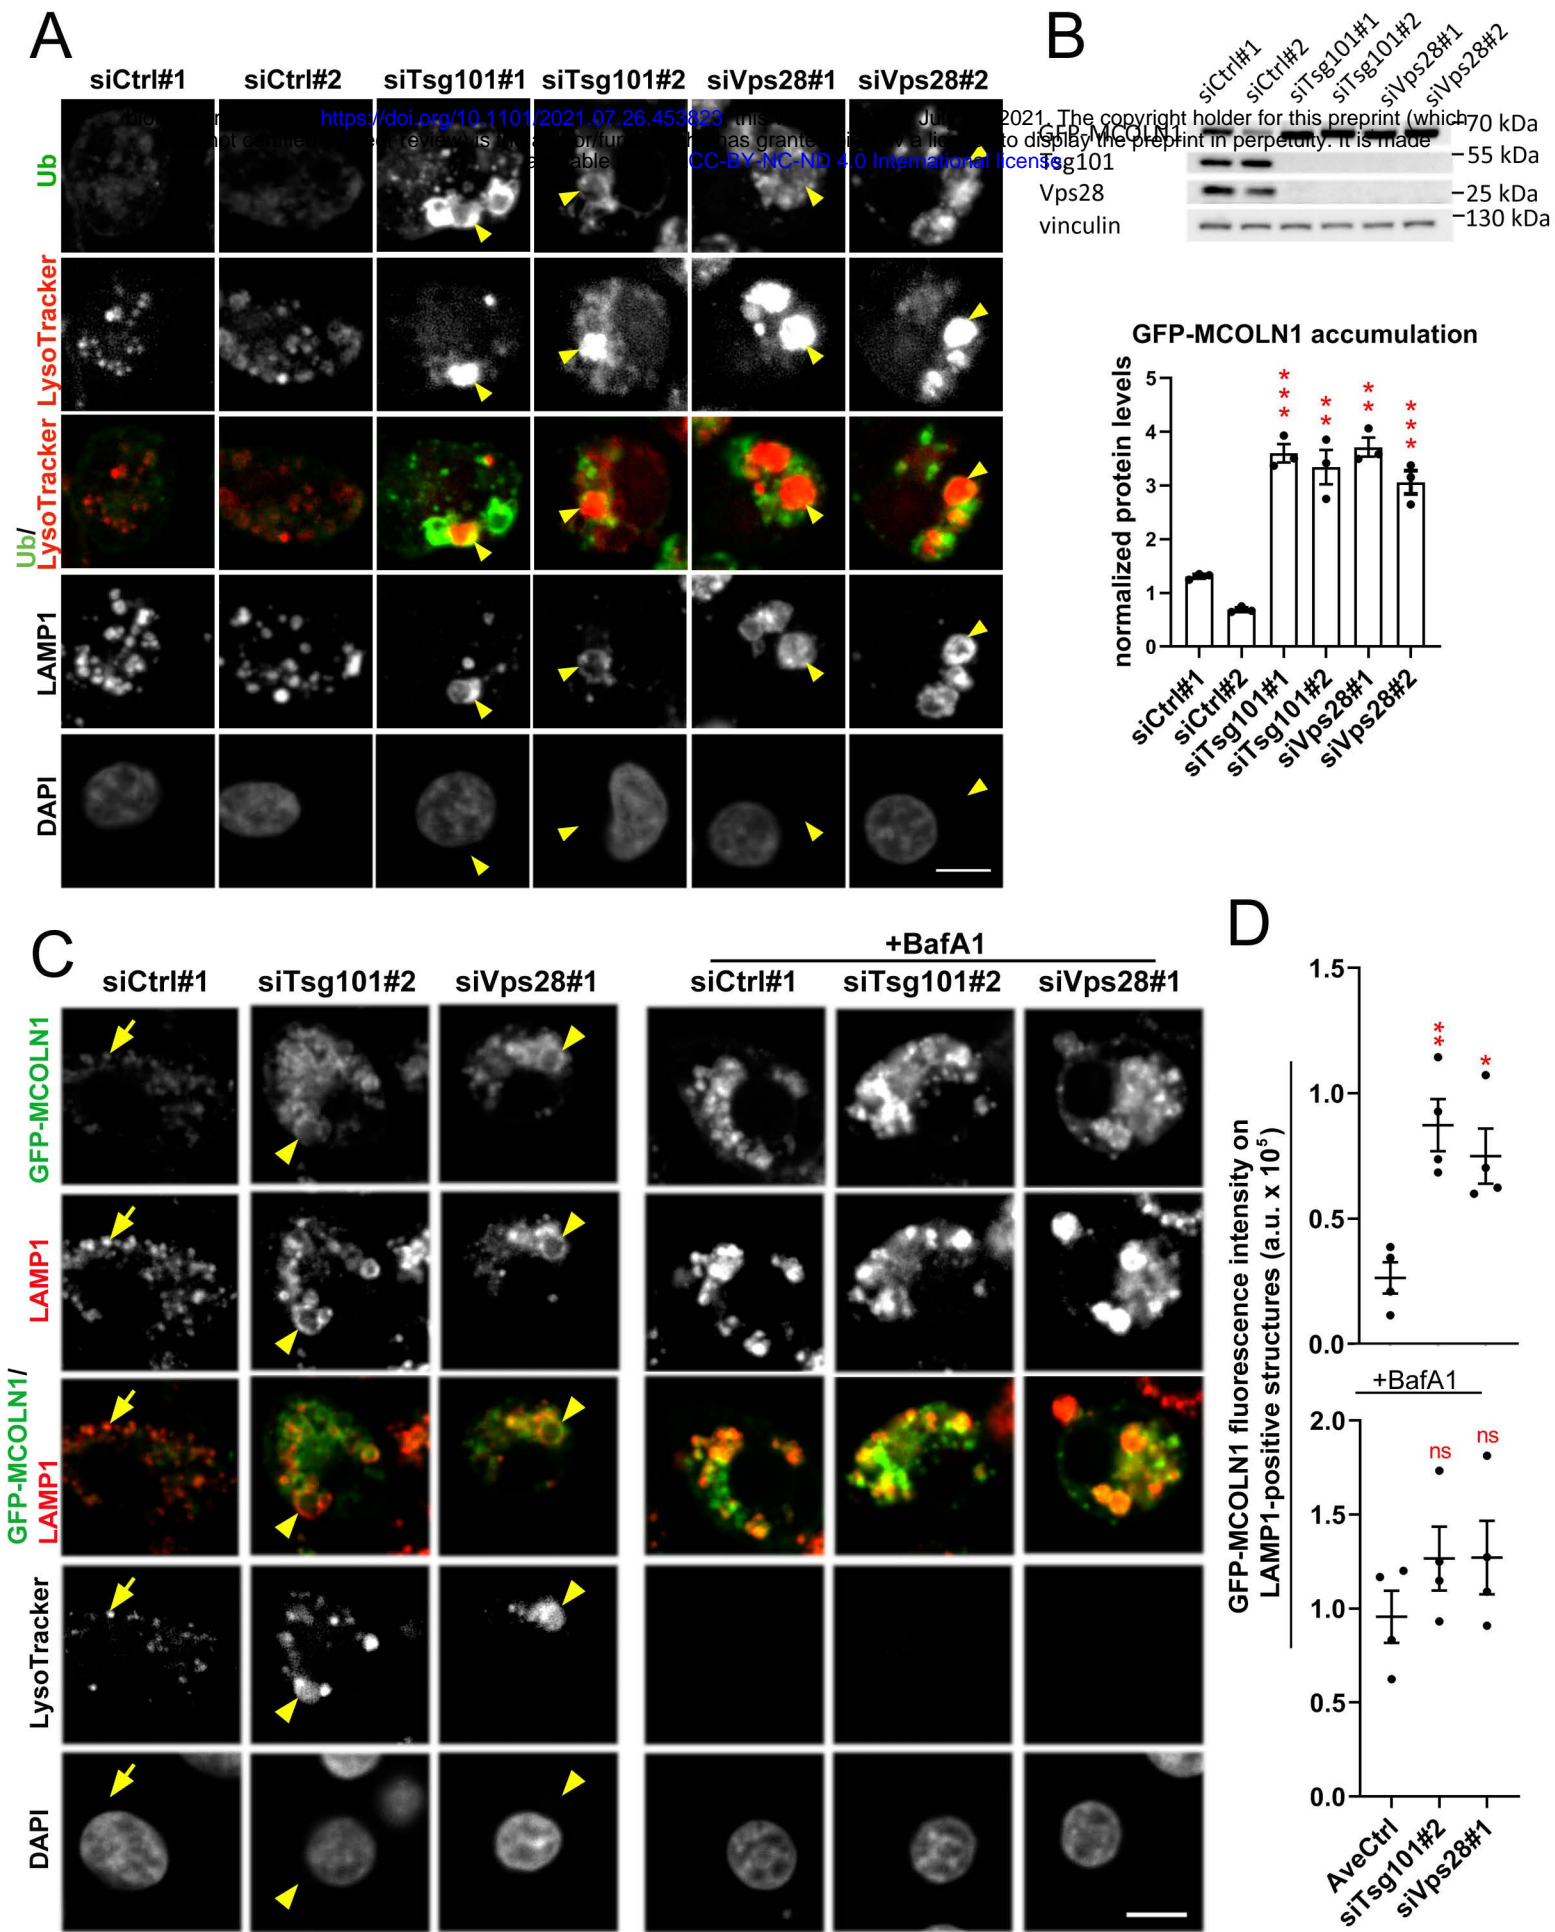 A
siCtrl#1 siCtrl#2 siTsg101#1 siTsg101#2 siVps28#1 siVps28#2
https://doi.org/10.1101/2021.07.26.453823
2021. The copyright holder for this preprint (which
to display the preprint in perpetuity. It is made
CC-BY-NC-ND 4.0 International license
Ub
LysoTracker
Ub/
LysoTracker
LAMP1
DAPI
B
siCtrl#1
siCtrl#2
siTsg101#1
siTsg101#2
siVps28#1
siVps28#2
GFP-MCOLN1
70 kDa
Tsg101
55 kDa
Vps28
25 kDa
vinculin
130 kDa
GFP-MCOLN1 accumulation
normalized protein levels
5
4
3
2
1
0
***
**
**
***
siCtrl#1
siCtrl#2
siTsg101#1
siTsg101#2
siVps28#1
siVps28#2
C
+BafA1
siCtrl#1 siTsg101#2 siVps28#1 siCtrl#1 siTsg101#2 siVps28#1
GFP-MCOLN1
LAMP1
GFP-MCOLN1/
LAMP1
LysoTracker
DAPI
D
GFP-MCOLN1 fluorescence intensity on
LAMP1-positive structures (a.u. x 10⁵)
1.5
1.0
0.5
0.0
**
*
+BafA1
2.0
1.5
1.0
0.5
0.0
ns
ns
AveCtrl
siTsg101#2
siVps28#1